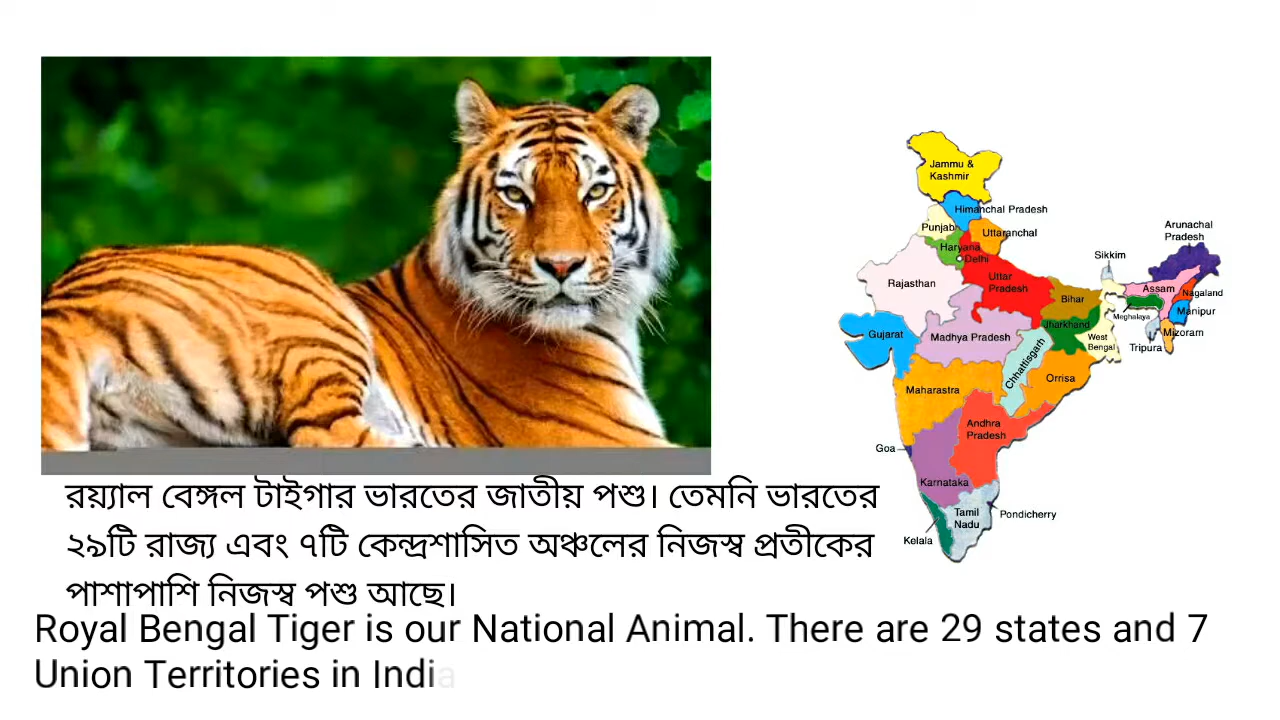 রয়্যাল বেঙ্গল টাইগার ভারতের জাতীয় পশু। তেমনি ভারতের
২৯টি রাজ্য এবং ৭টি কেন্দ্রশাসিত অঞ্চলের নিজস্ব প্রতীকের
পাশাপাশি নিজস্ব পশু আছে।
Royal Bengal Tiger is our National Animal. There are 29 states and 7
Union Territories in India
Jammu &
Kashmir
Himanchal Pradesh
Punjab
Uttaranchal
Haryana
Delhi
Arunachal
Pradesh
Sikkim
Rajasthan
Uttar
Pradesh
Assam
Nagaland
Bihar
Meghalaya
Manipur
Jharkhand
Gujarat
Madhya Pradesh
West
Bengal
Mizoram
Tripura
Chhattisgarh
Orrisa
Maharastra
Andhra
Pradesh
Goa
Karnataka
Tamil
Nadu
Pondicherry
Kelala